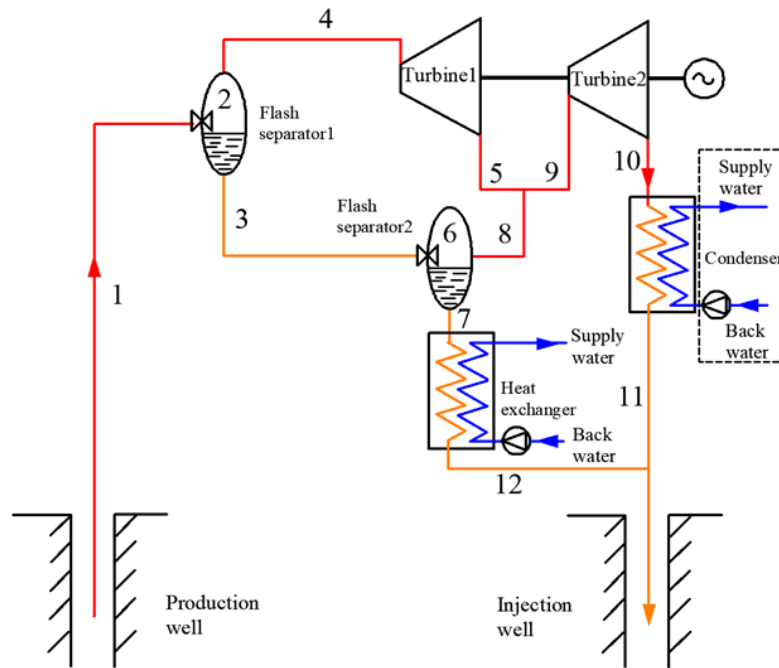 4
Turbine1
Turbine2
2
Flash
separator1
5
9
10
Supply
water
3
Flash
separator2
6
8
Condenser
1
7
Supply
water
Back
water
Heat
exchanger
11
Back
water
12
Production
well
Injection
well